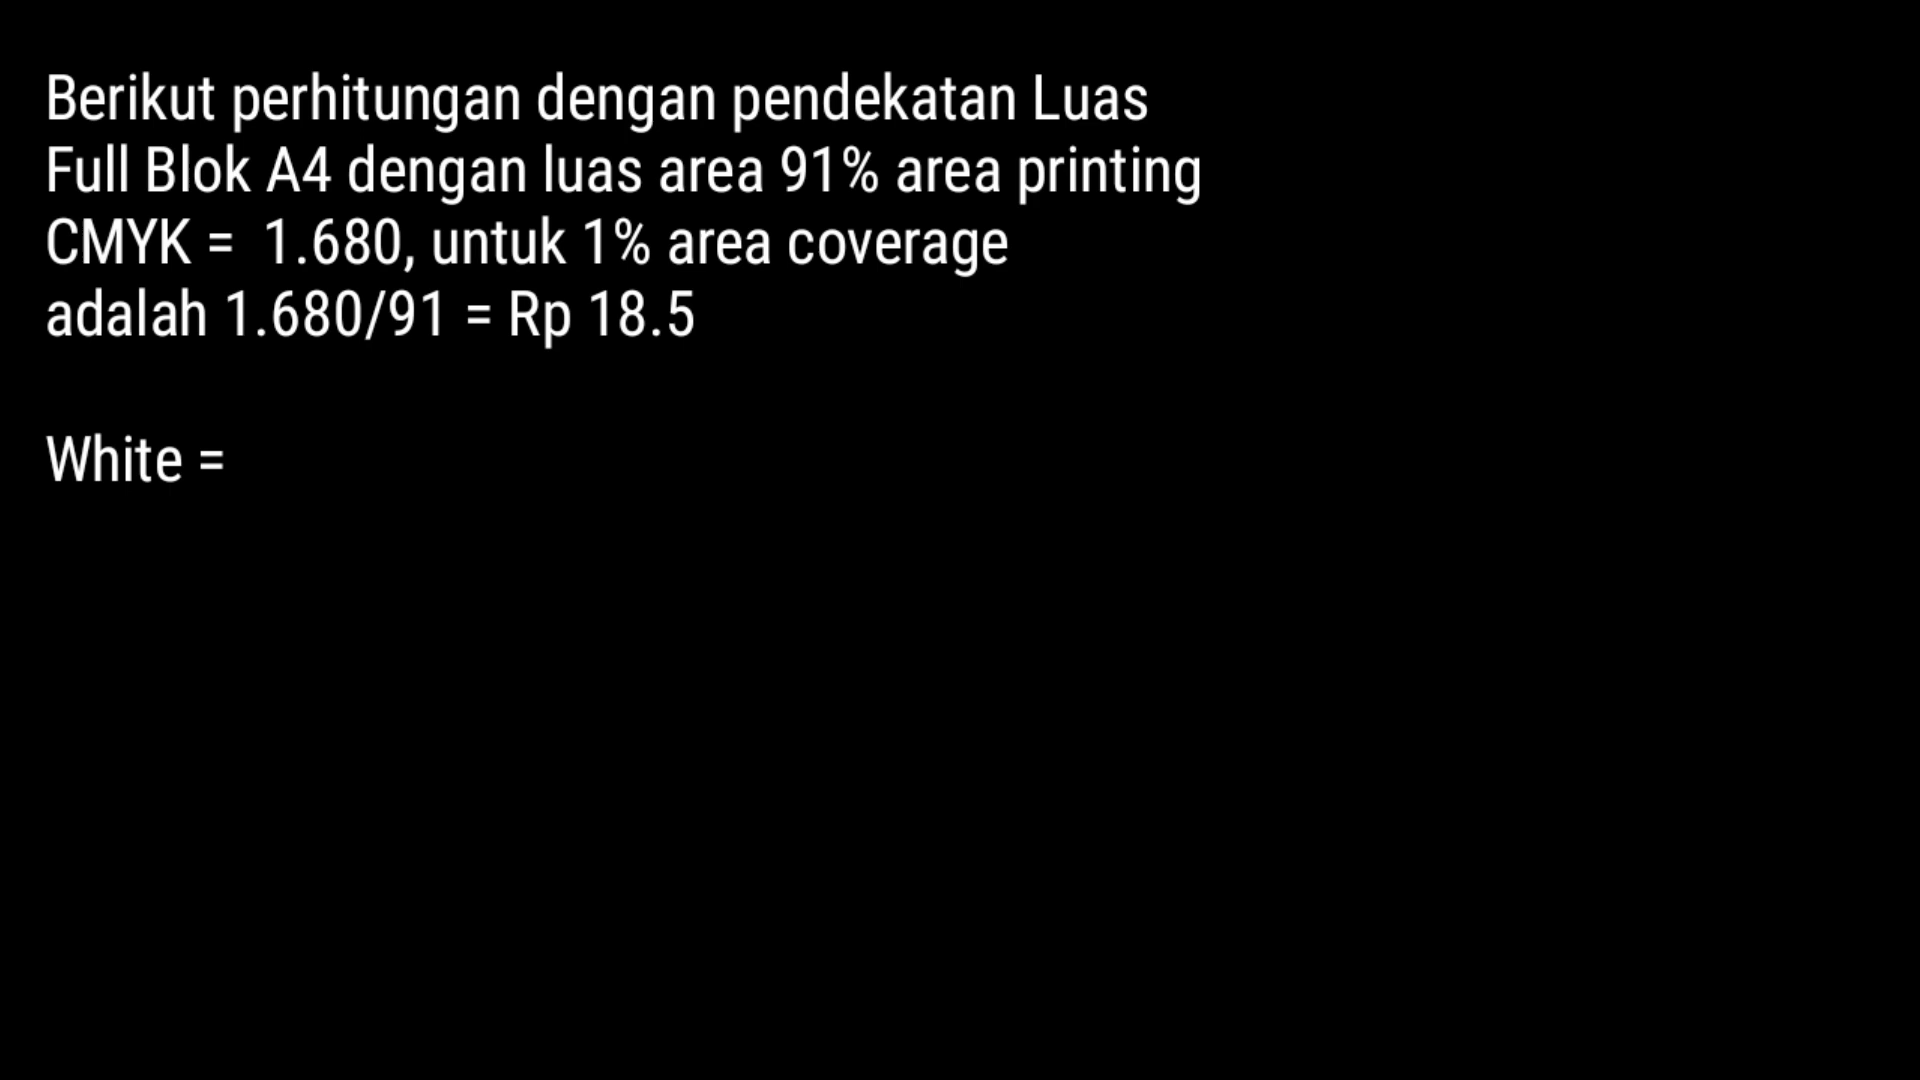 Berikut perhitungan dengan pendekatan Luas
Full Blok A4 dengan luas area 91% area printing
CMYK =  1.680, untuk 1% area coverage
adalah 1.680/91 = Rp 18.5
White =